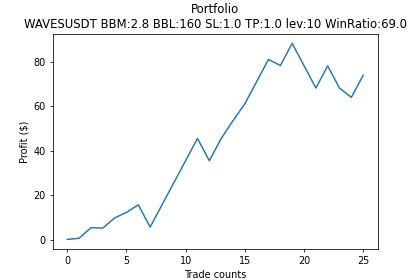 Portfolio
WAVESUSDT BBM:2.8 BBL:160 SL:1.0 TP:1.0 lev:10 WinRatio:69.0
80
60
40
20
0
Profit ($)
0 5 10 15 20 25
Trade counts